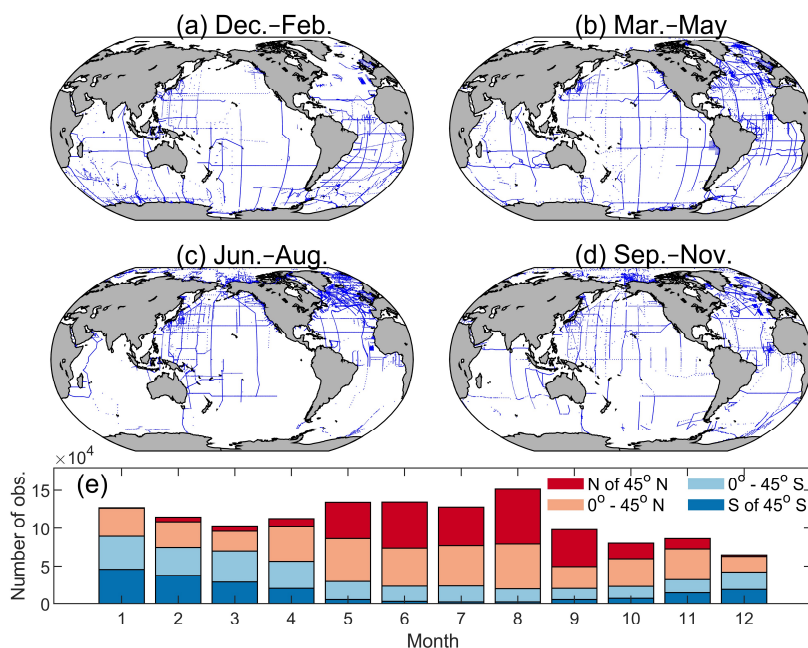 (a) Dec.–Feb.
(b) Mar.–May
(c) Jun.–Aug.
(d) Sep.–Nov.
×10⁴
(e)
N of 45° N
0° - 45° S
0° - 45° N
S of 45° S
15
10
5
0
Number of obs.
1 2 3 4 5 6 7 8 9 10 11 12
Month